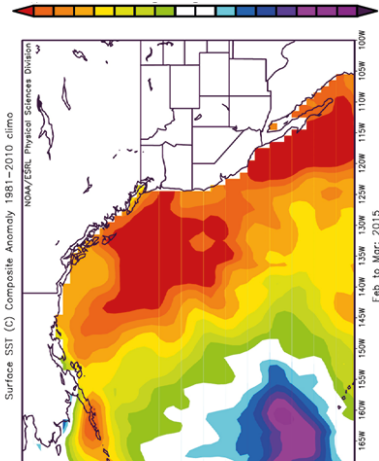 Surface SST (C) Composite Anomaly 1981-2010 climo
NOAA/ESRL Physical Sciences Division
100W
105W
110W
115W
120W
125W
130W
135W
140W
145W
150W
155W
160W
165W
Feb to Mar: 2015